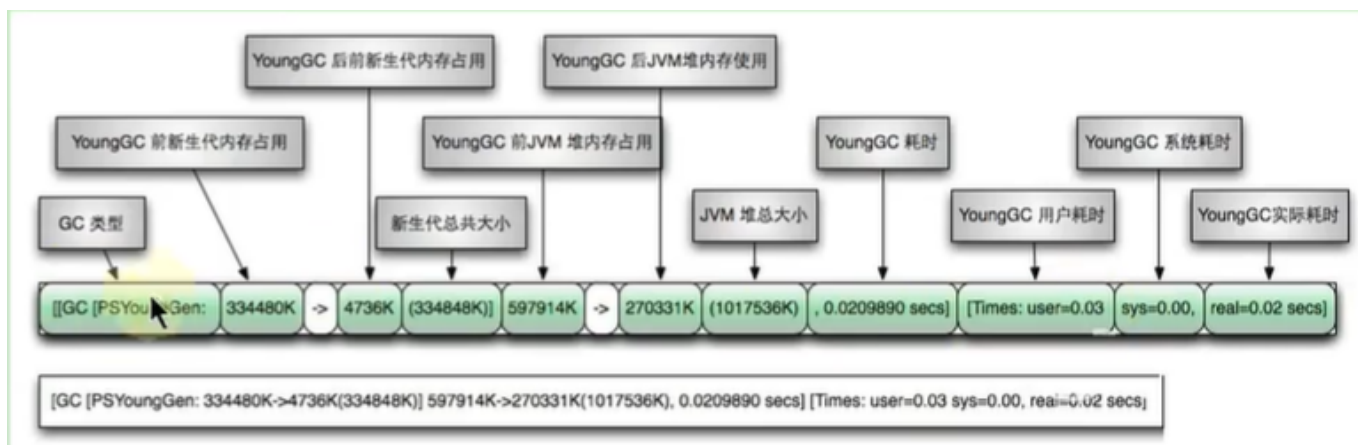 YoungGC 后前新生代内存占用
YoungGC 后JVM堆内存使用
YoungGC 前新生代内存占用
YoungGC 前JVM 堆内存占用
YoungGC 耗时
YoungGC 系统耗时
GC 类型
新生代总共大小
JVM 堆总大小
YoungGC 用户耗时
YoungGC实际耗时
[[GC [PSYoungGen: 334480K -> 4736K (334848K)] 597914K -> 270331K (1017536K) , 0.0209890 secs] [Times: user=0.03 sys=0.00, real=0.02 secs]
[GC [PSYoungGen: 334480K->4736K(334848K)] 597914K->270331K(1017536K), 0.0209890 secs] [Times: user=0.03 sys=0.00, real=0.02 secs]